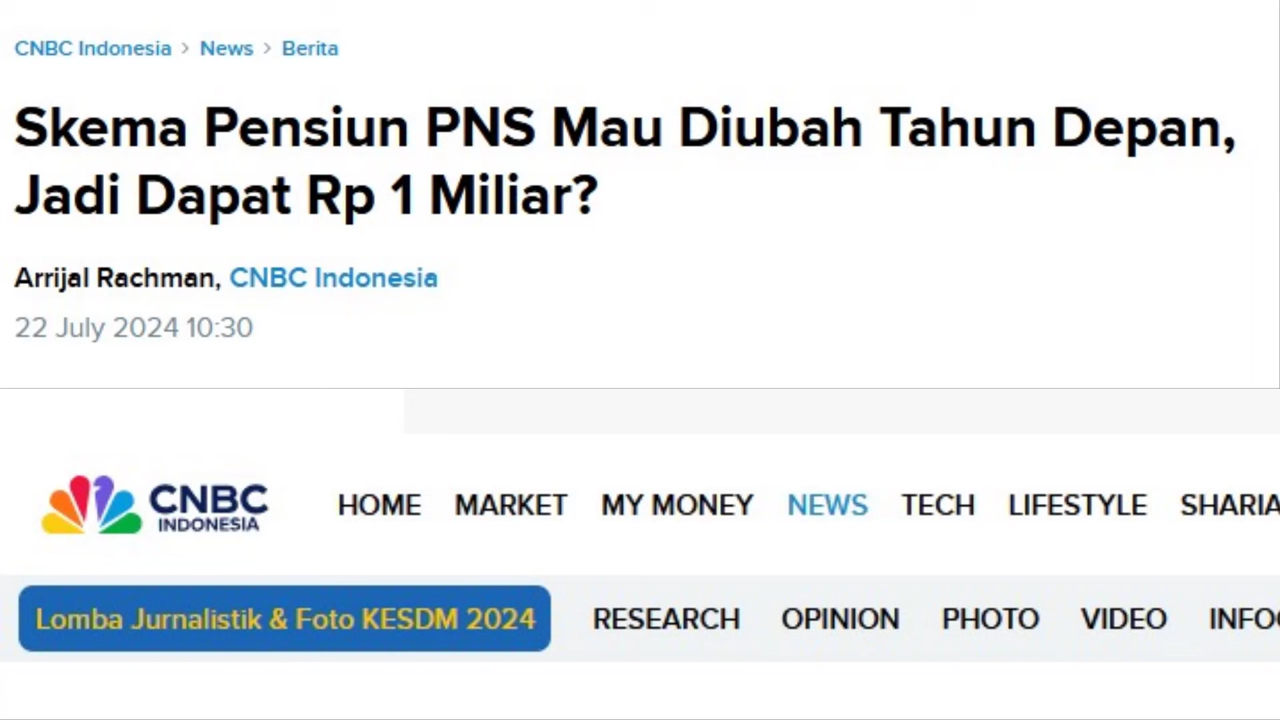 CNBC Indonesia > News > Berita
Skema Pensiun PNS Mau Diubah Tahun Depan,
Jadi Dapat Rp 1 Miliar?
Arrijal Rachman, CNBC Indonesia
22 July 2024 10:30
CNBC
INDONESIA
HOME MARKET MY MONEY NEWS TECH LIFESTYLE SHARIA
Lomba Jurnalistik & Foto KESDM 2024 RESEARCH OPINION PHOTO VIDEO